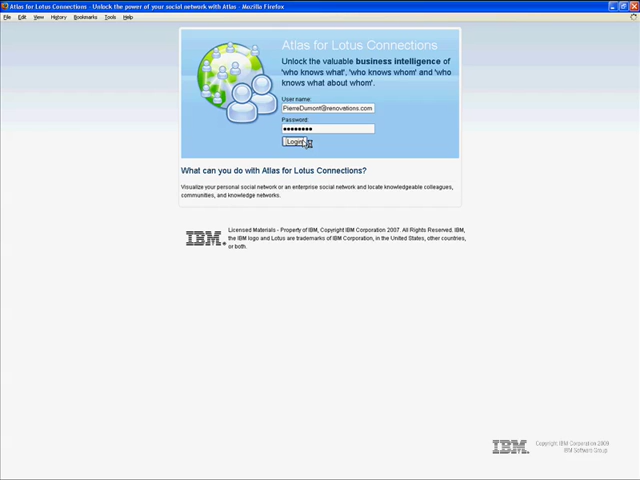 Atlas for Lotus Connections - Unlock the power of your social network with Atlas - Mozilla Firefox
File Edit View History Bookmarks Tools Help
Atlas for Lotus Connections
Unlock the valuable business intelligence of
'who knows what', 'who knows whom' and 'who
knows what about whom'.
User name:
PierreDumont@renovations.com
Password:
Login
What can you do with Atlas for Lotus Connections?
Visualize your personal social network or an enterprise social network and locate knowledgeable colleagues,
communities, and knowledge networks.
IBM.
Licensed Materials - Property of IBM, Copyright IBM Corporation 2007. All Rights Reserved. IBM,
the IBM logo and Lotus are trademarks of IBM Corporation, in the United States, other countries,
or both.
IBM.
Copyright IBM Corporation 2009
IBM Software Group